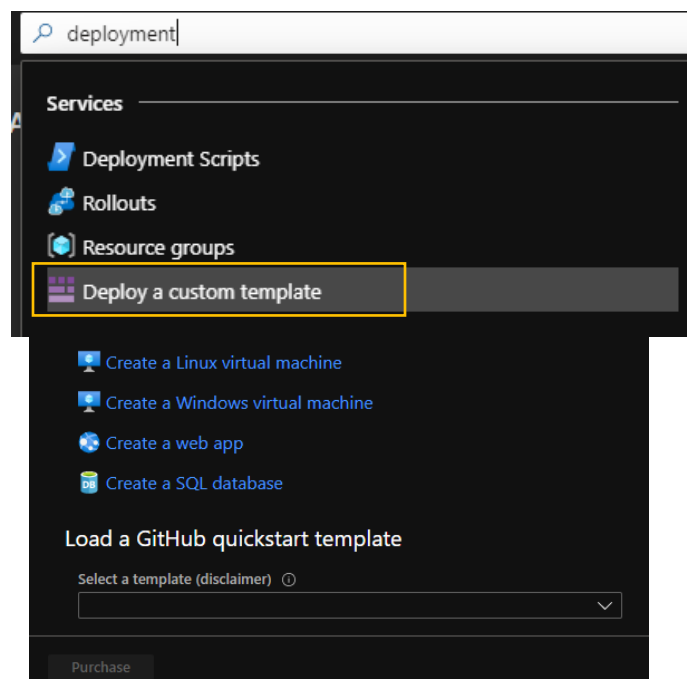 deployment
Services
Deployment Scripts
Rollouts
Resource groups
Deploy a custom template
Create a Linux virtual machine
Create a Windows virtual machine
Create a web app
DB
Create a SQL database
Load a GitHub quickstart template
Select a template (disclaimer)
Purchase